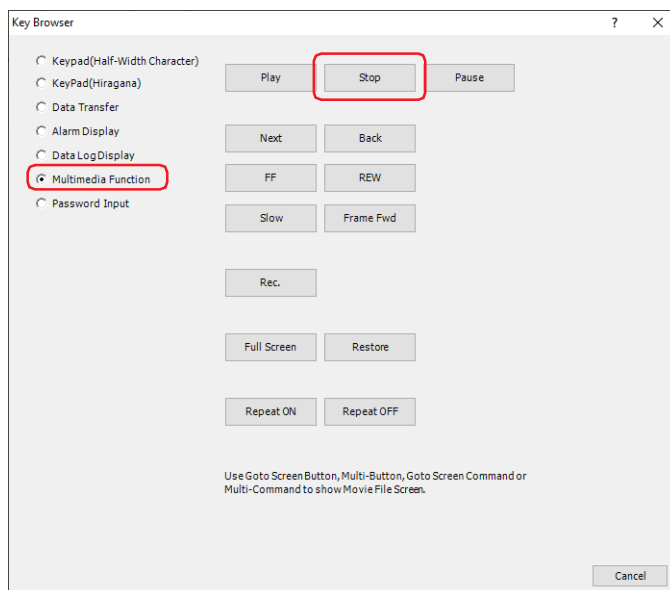 Key Browser
?
Keypad(Half-Width Character)
KeyPad(Hiragana)
Data Transfer
Alarm Display
Data Log Display
Multimedia Function
Password Input
Play Stop Pause
Next Back
FF REW
Slow Frame Fwd
Rec.
Full Screen Restore
Repeat ON Repeat OFF
Use Goto Screen Button, Multi-Button, Goto Screen Command or
Multi-Command to show Movie File Screen.
Cancel